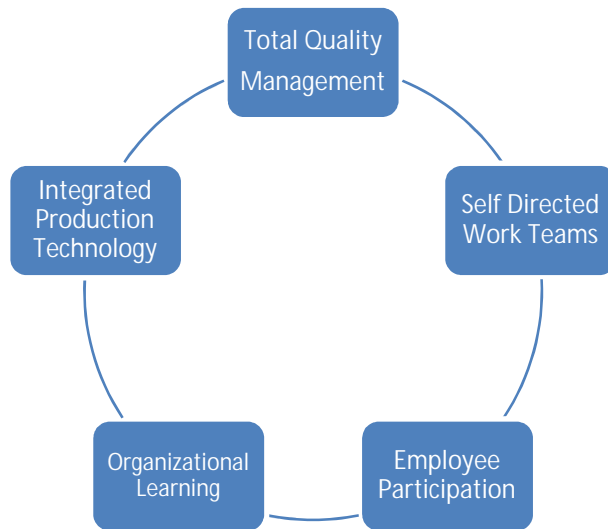 Total Quality
Management
Self Directed
Work Teams
Employee
Participation
Organizational
Learning
Integrated
Production
Technology